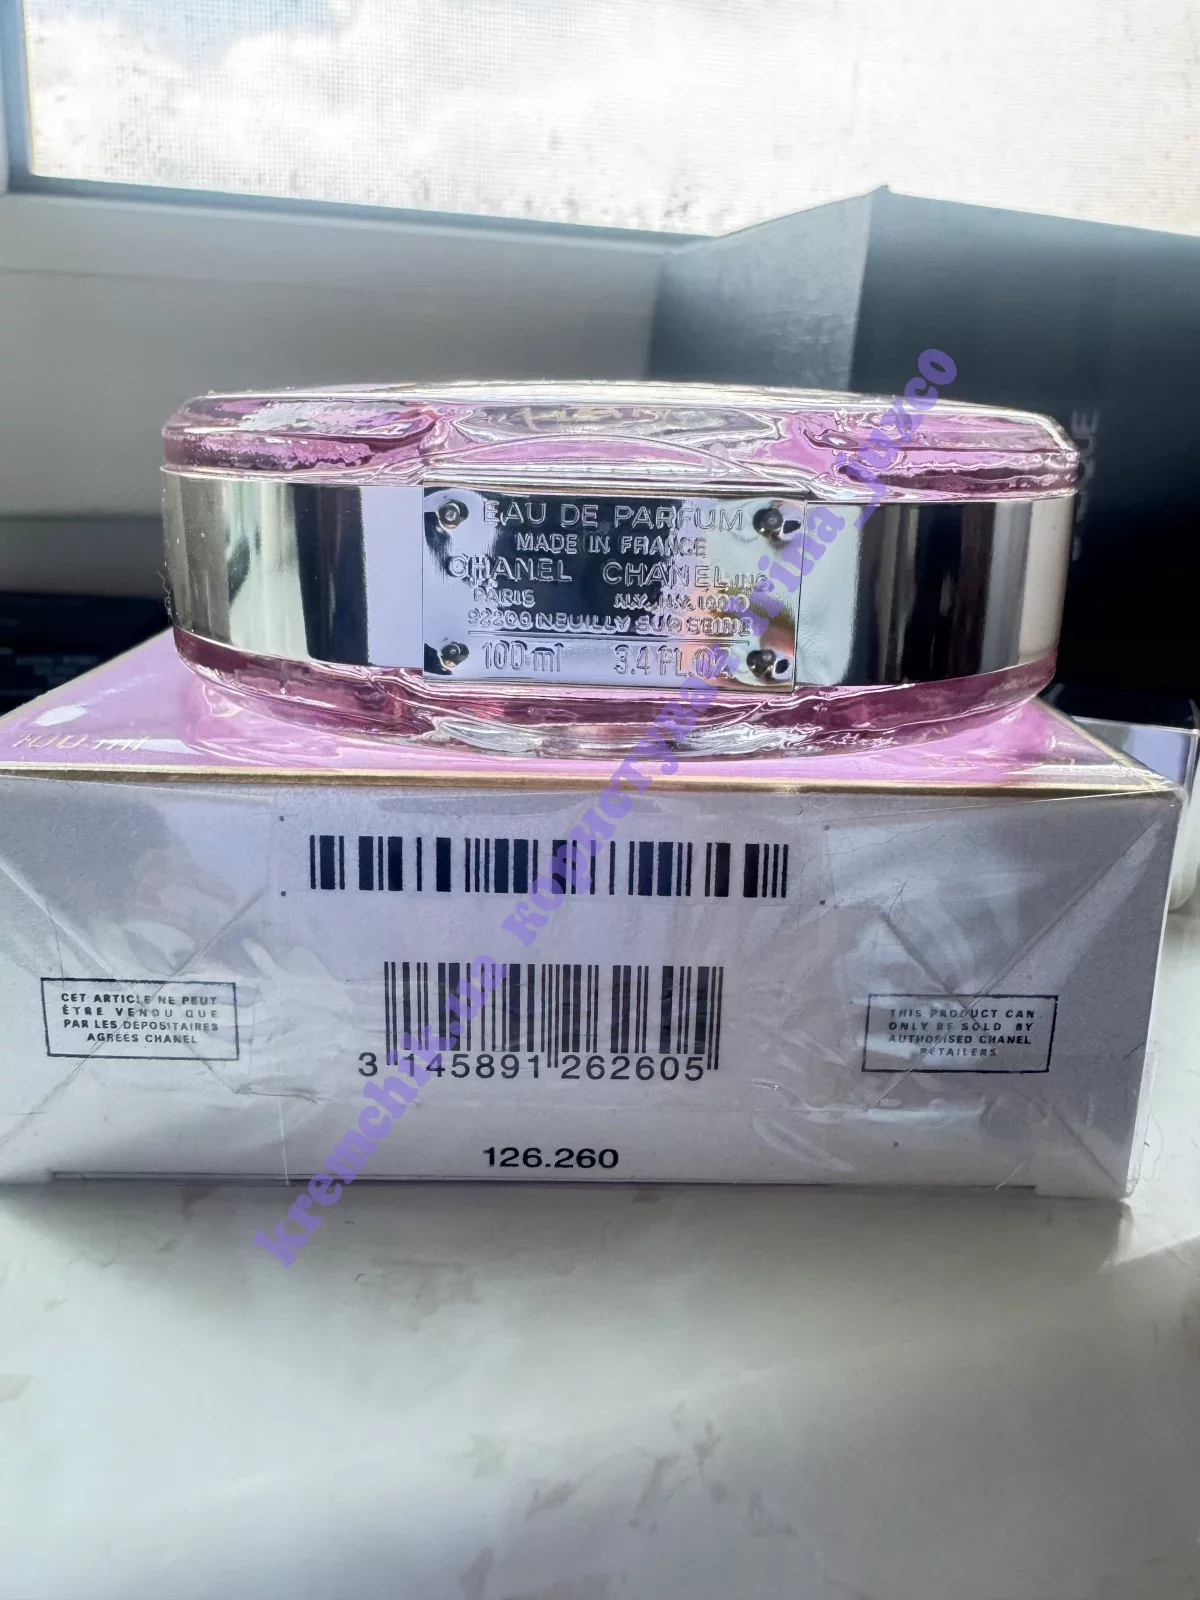 EAU DE PARFUM
MADE IN FRANCE
CHANEL CHANEL INC
PARIS N.Y. N.Y. 10019
92200 NEUILLY SUR SEINE
100 ml 3.4 FL.OZ.
100 ml
CET ARTICLE NE PEUT
ÊTRE VENDU QUE
PAR LES DÉPOSITAIRES
AGRÉÉS CHANEL
3 145891 262605
THIS PRODUCT CAN
ONLY BE SOLD BY
AUTHORISED CHANEL
RETAILERS
126.260